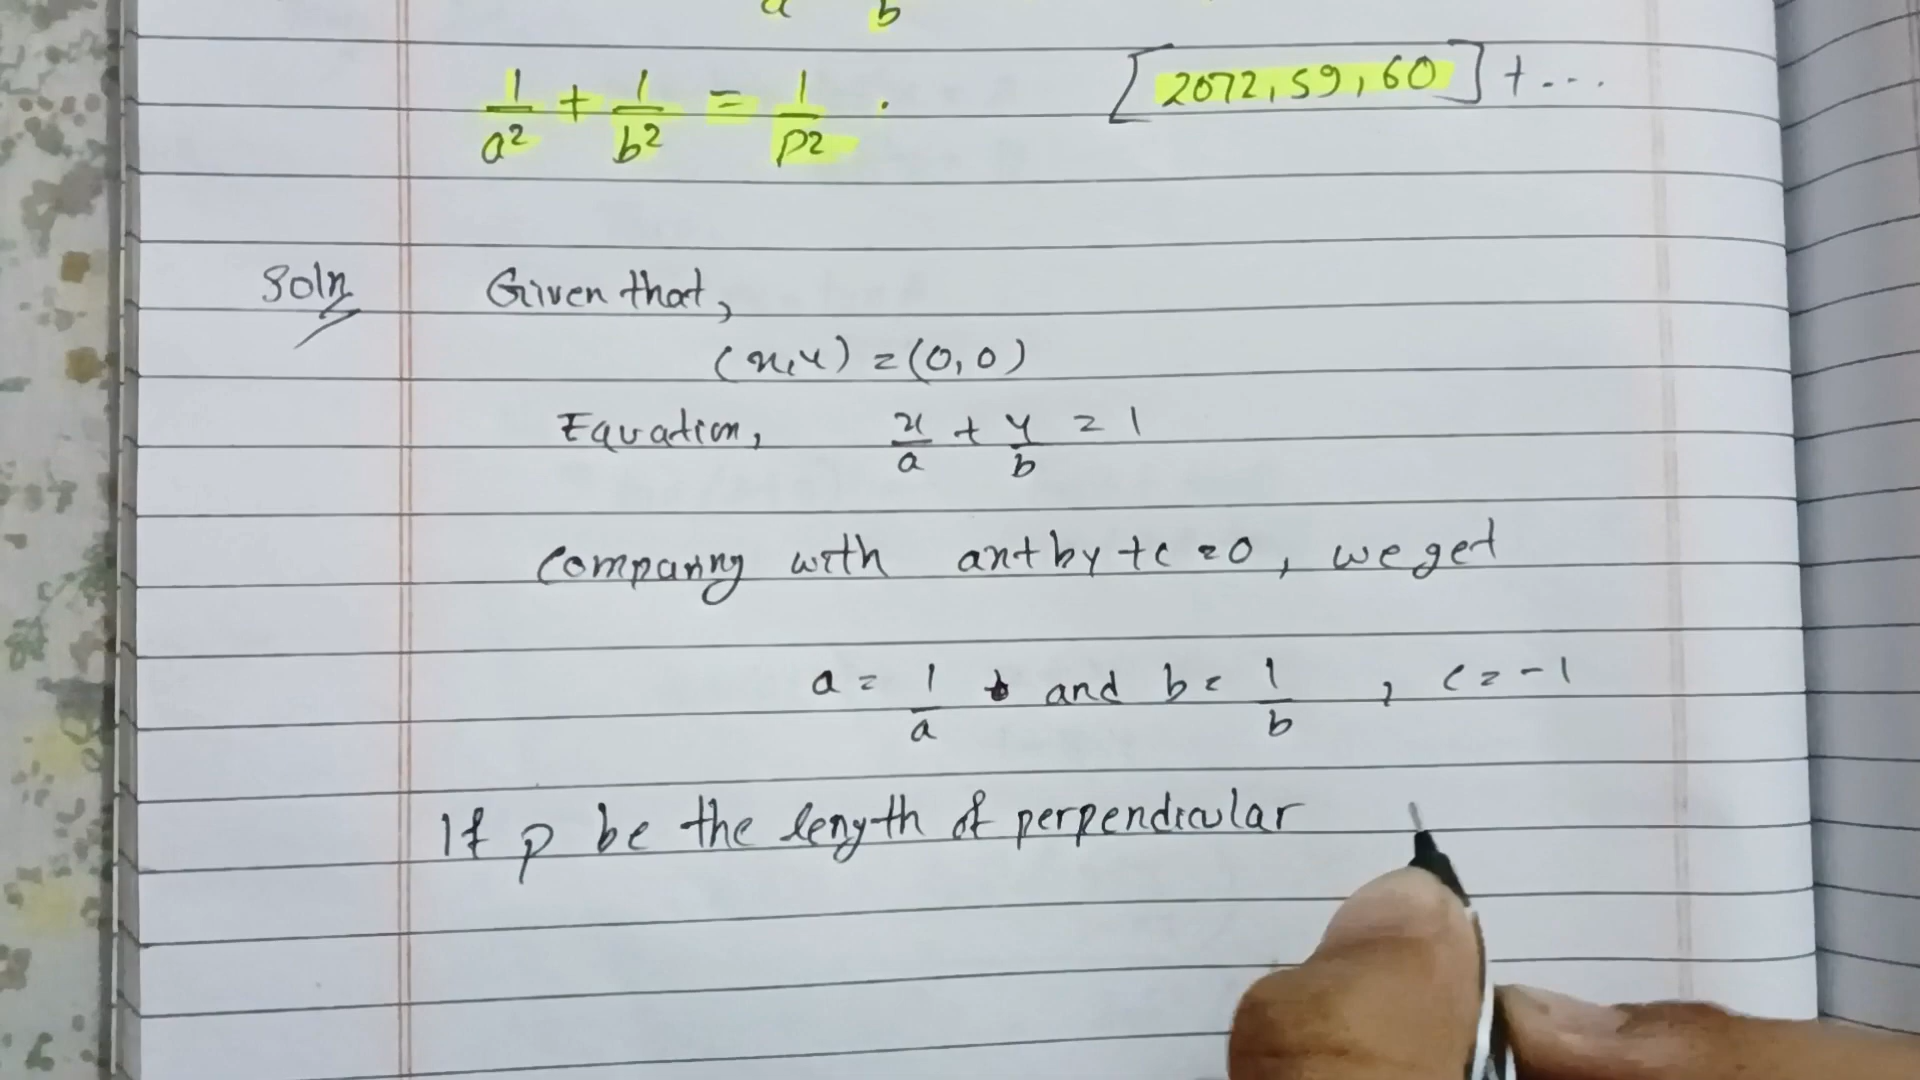 a b
1/a² + 1/b² = 1/p² . [2072, 59, 60] + ...
Soln Given that,
(x, y) = (0, 0)
Equation, x/a + y/b = 1
Comparing with ax + by + c = 0, we get
a = 1/a and b = 1/b , c = -1
If p be the length of perpendicular